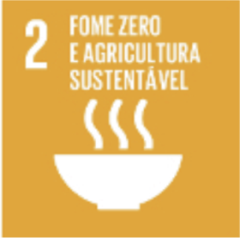 2
FOME ZERO
E AGRICULTURA
SUSTENTÁVEL